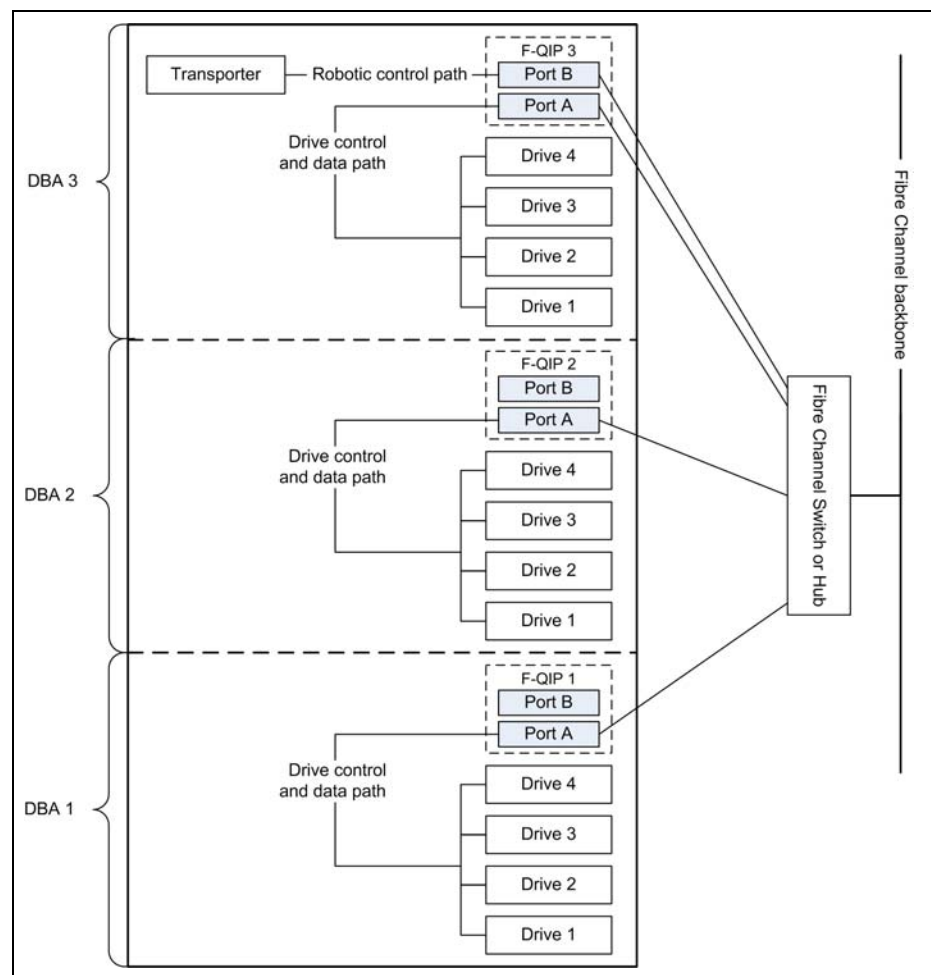 F-QIP 3
Transporter
Robotic control path
Port B
Port A
Drive control
and data path
Drive 4
Drive 3
Drive 2
Drive 1
DBA 3
F-QIP 2
Port B
Port A
Drive control
and data path
Drive 4
Drive 3
Drive 2
Drive 1
DBA 2
F-QIP 1
Port B
Port A
Drive control
and data path
Drive 4
Drive 3
Drive 2
Drive 1
DBA 1
Fibre Channel Switch or Hub
Fibre Channel backbone